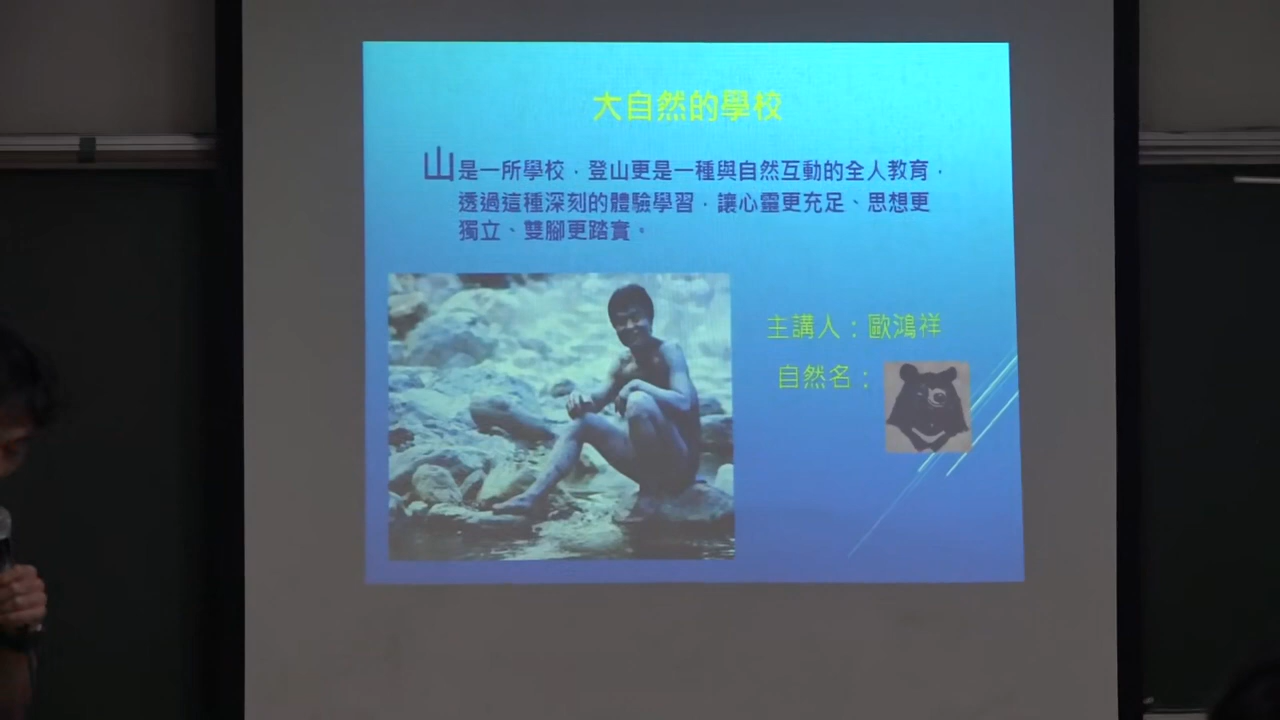 大自然的學校
山是一所學校，登山更是一種與自然互動的全人教育，
透過這種深刻的體驗學習，讓心靈更充足、思想更
獨立、雙腳更踏實。
主講人：歐鴻祥
自然名：